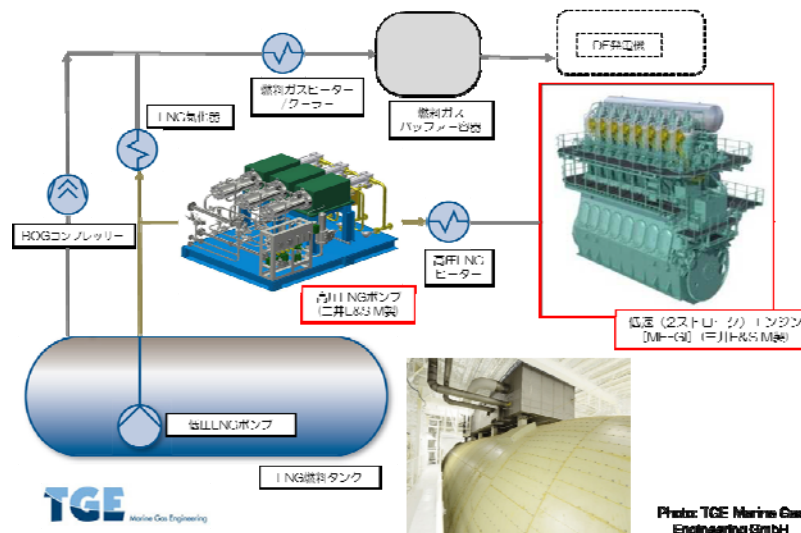 DF発電機
燃料ガスヒーター
/クーラー
燃料ガス
バッファー容器
LNG気化器
BOGコンプレッサー
高圧LNG
ヒーター
高圧LNGポンプ
(三井E&S M製)
低速(2ストローク)エンジン
[ME-GI] (三井E&S M製)
低圧LNGポンプ
LNG燃料タンク
TGE Marine Gas Engineering
Photo: TGE Marine Gas
Engineering GmbH